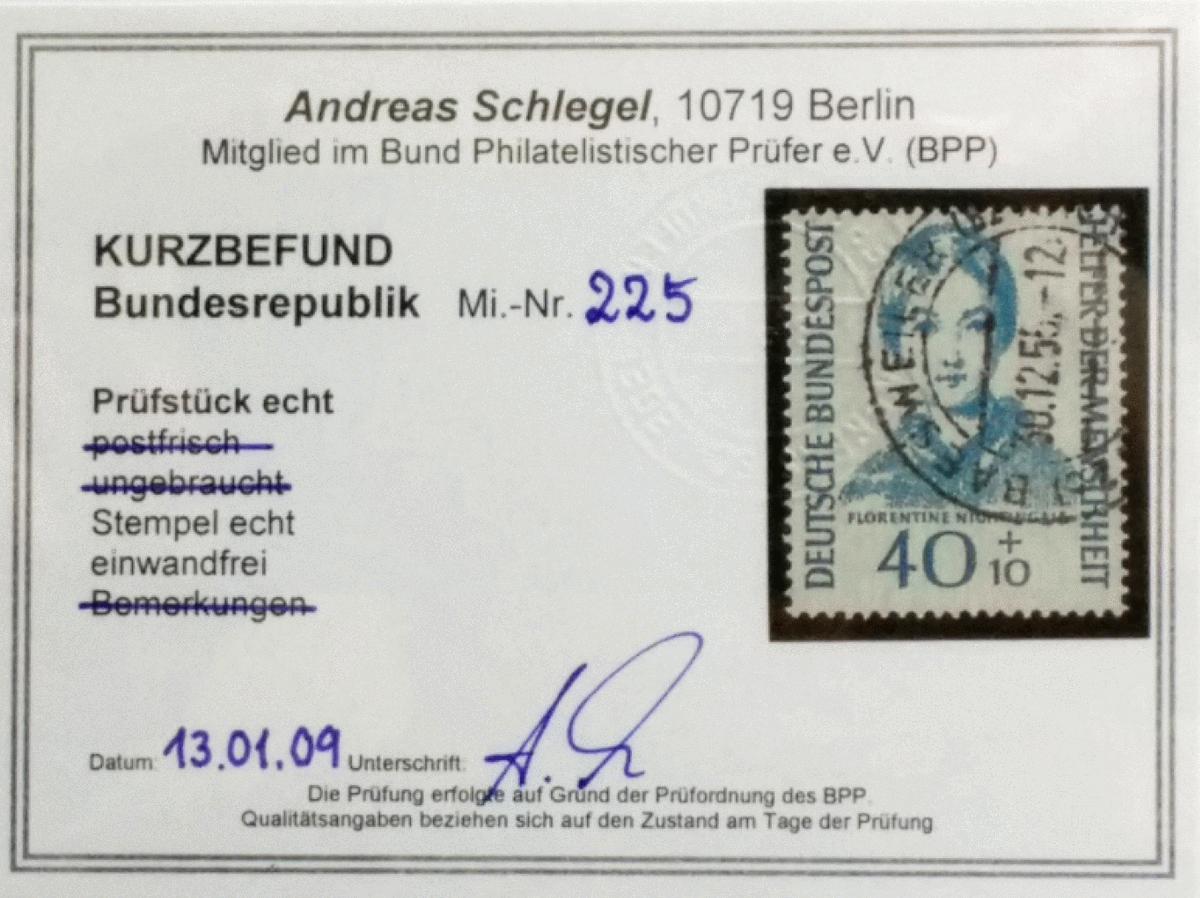 Andreas Schlegel, 10719 Berlin
Mitglied im Bund Philatelistischer Prüfer e.V. (BPP)
KURZBEFUND
Bundesrepublik Mi.-Nr. 225
Prüfstück echt
postfrisch
ungebraucht
Stempel echt
einwandfrei
Bemerkungen
DEUTSCHE BUNDESPOST
HELFER DER MENSCHHEIT
FLORENTINE NIGHTINGALE
40 + 10
Datum: 13.01.09 Unterschrift:
Die Prüfung erfolgte auf Grund der Prüfordnung des BPP.
Qualitätsangaben beziehen sich auf den Zustand am Tage der Prüfung